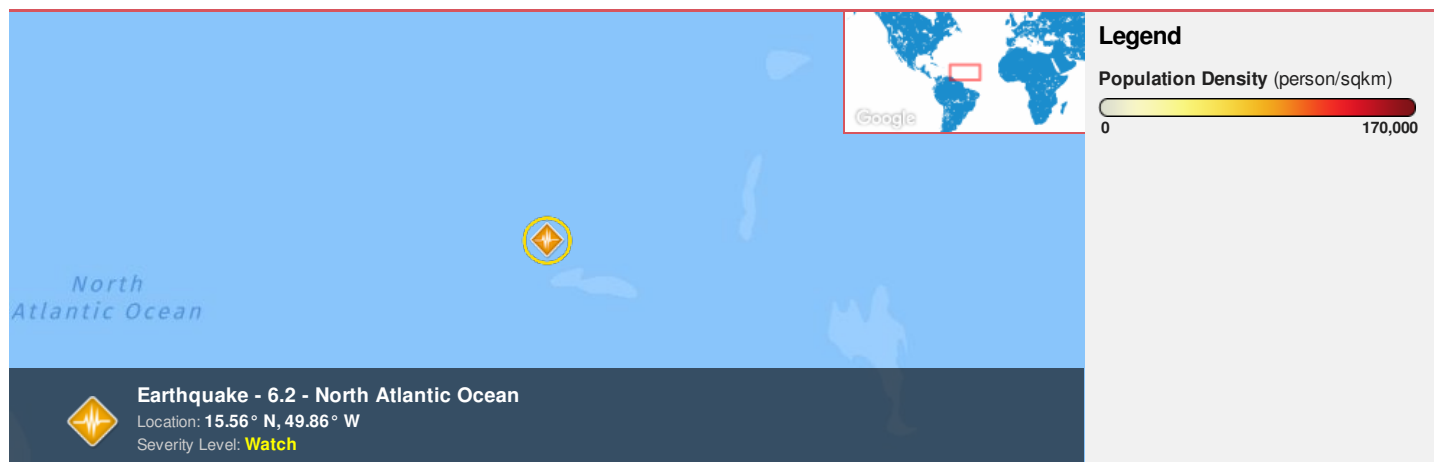 Google
Legend
Population Density (person/sqkm)
0 170,000
North
Atlantic Ocean
Earthquake - 6.2 - North Atlantic Ocean
Location: 15.56° N, 49.86° W
Severity Level: Watch